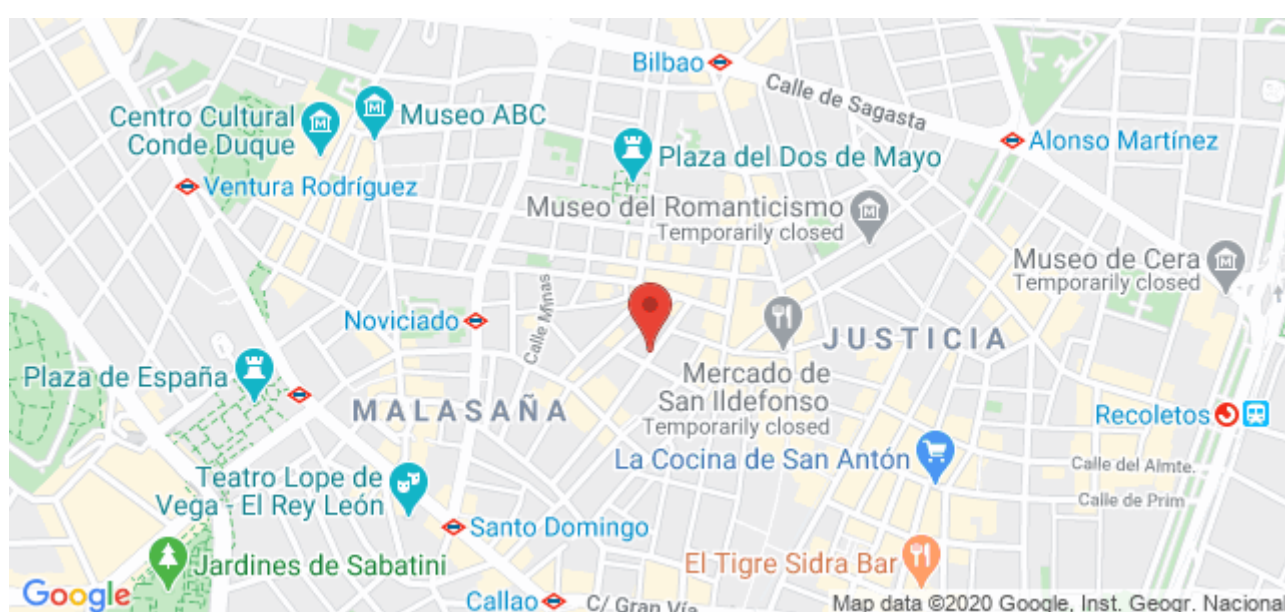 Bilbao
Calle de Sagasta
Centro Cultural
Conde Duque
Museo ABC
Alonso Martínez
Plaza del Dos de Mayo
Ventura Rodríguez
Museo del Romanticismo
Temporarily closed
Museo de Cera
Temporarily closed
Calle Minas
Noviciado
JUSTICIA
Plaza de España
Mercado de
San Ildefonso
Temporarily closed
MALASAÑA
Recoletos
La Cocina de San Antón
Calle del Almte.
Teatro Lope de
Vega - El Rey León
Calle de Prim
Santo Domingo
Jardines de Sabatini
El Tigre Sidra Bar
Google
Callao
C/ Gran Vía
Map data ©2020 Google, Inst. Geogr. Naciona